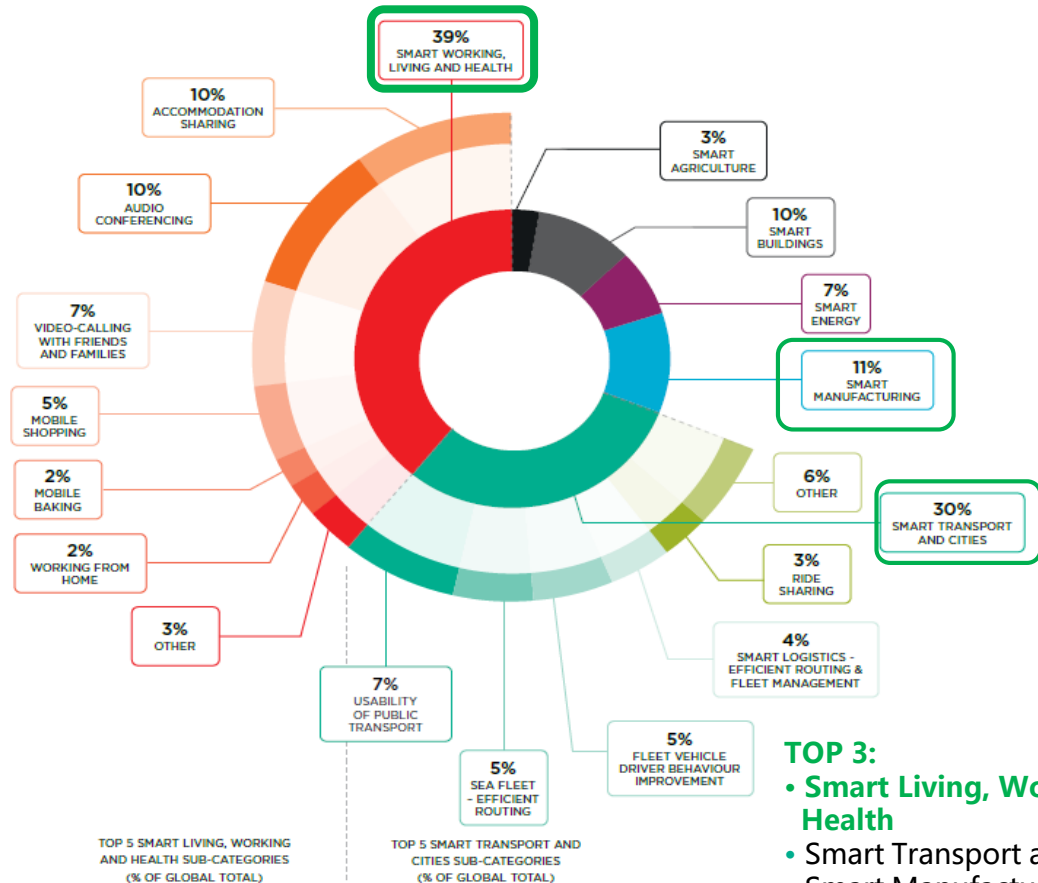 39%
SMART WORKING,
LIVING AND HEALTH
10%
ACCOMMODATION
SHARING
3%
SMART
AGRICULTURE
10%
AUDIO
CONFERENCING
10%
SMART
BUILDINGS
7%
VIDEO-CALLING
WITH FRIENDS
AND FAMILIES
7%
SMART
ENERGY
11%
SMART
MANUFACTURING
5%
MOBILE
SHOPPING
2%
MOBILE
BAKING
6%
OTHER
30%
SMART TRANSPORT
AND CITIES
2%
WORKING FROM
HOME
3%
RIDE
SHARING
3%
OTHER
4%
SMART LOGISTICS -
EFFICIENT ROUTING &
FLEET MANAGEMENT
7%
USABILITY
OF PUBLIC
TRANSPORT
5%
FLEET VEHICLE
DRIVER BEHAVIOUR
IMPROVEMENT
5%
SEA FLEET
- EFFICIENT
ROUTING
TOP 3:
• Smart Living, Wo
Health
• Smart Transport a
TOP 5 SMART LIVING, WORKING
AND HEALTH SUB-CATEGORIES
(% OF GLOBAL TOTAL)
TOP 5 SMART TRANSPORT AND
CITIES SUB-CATEGORIES
(% OF GLOBAL TOTAL)